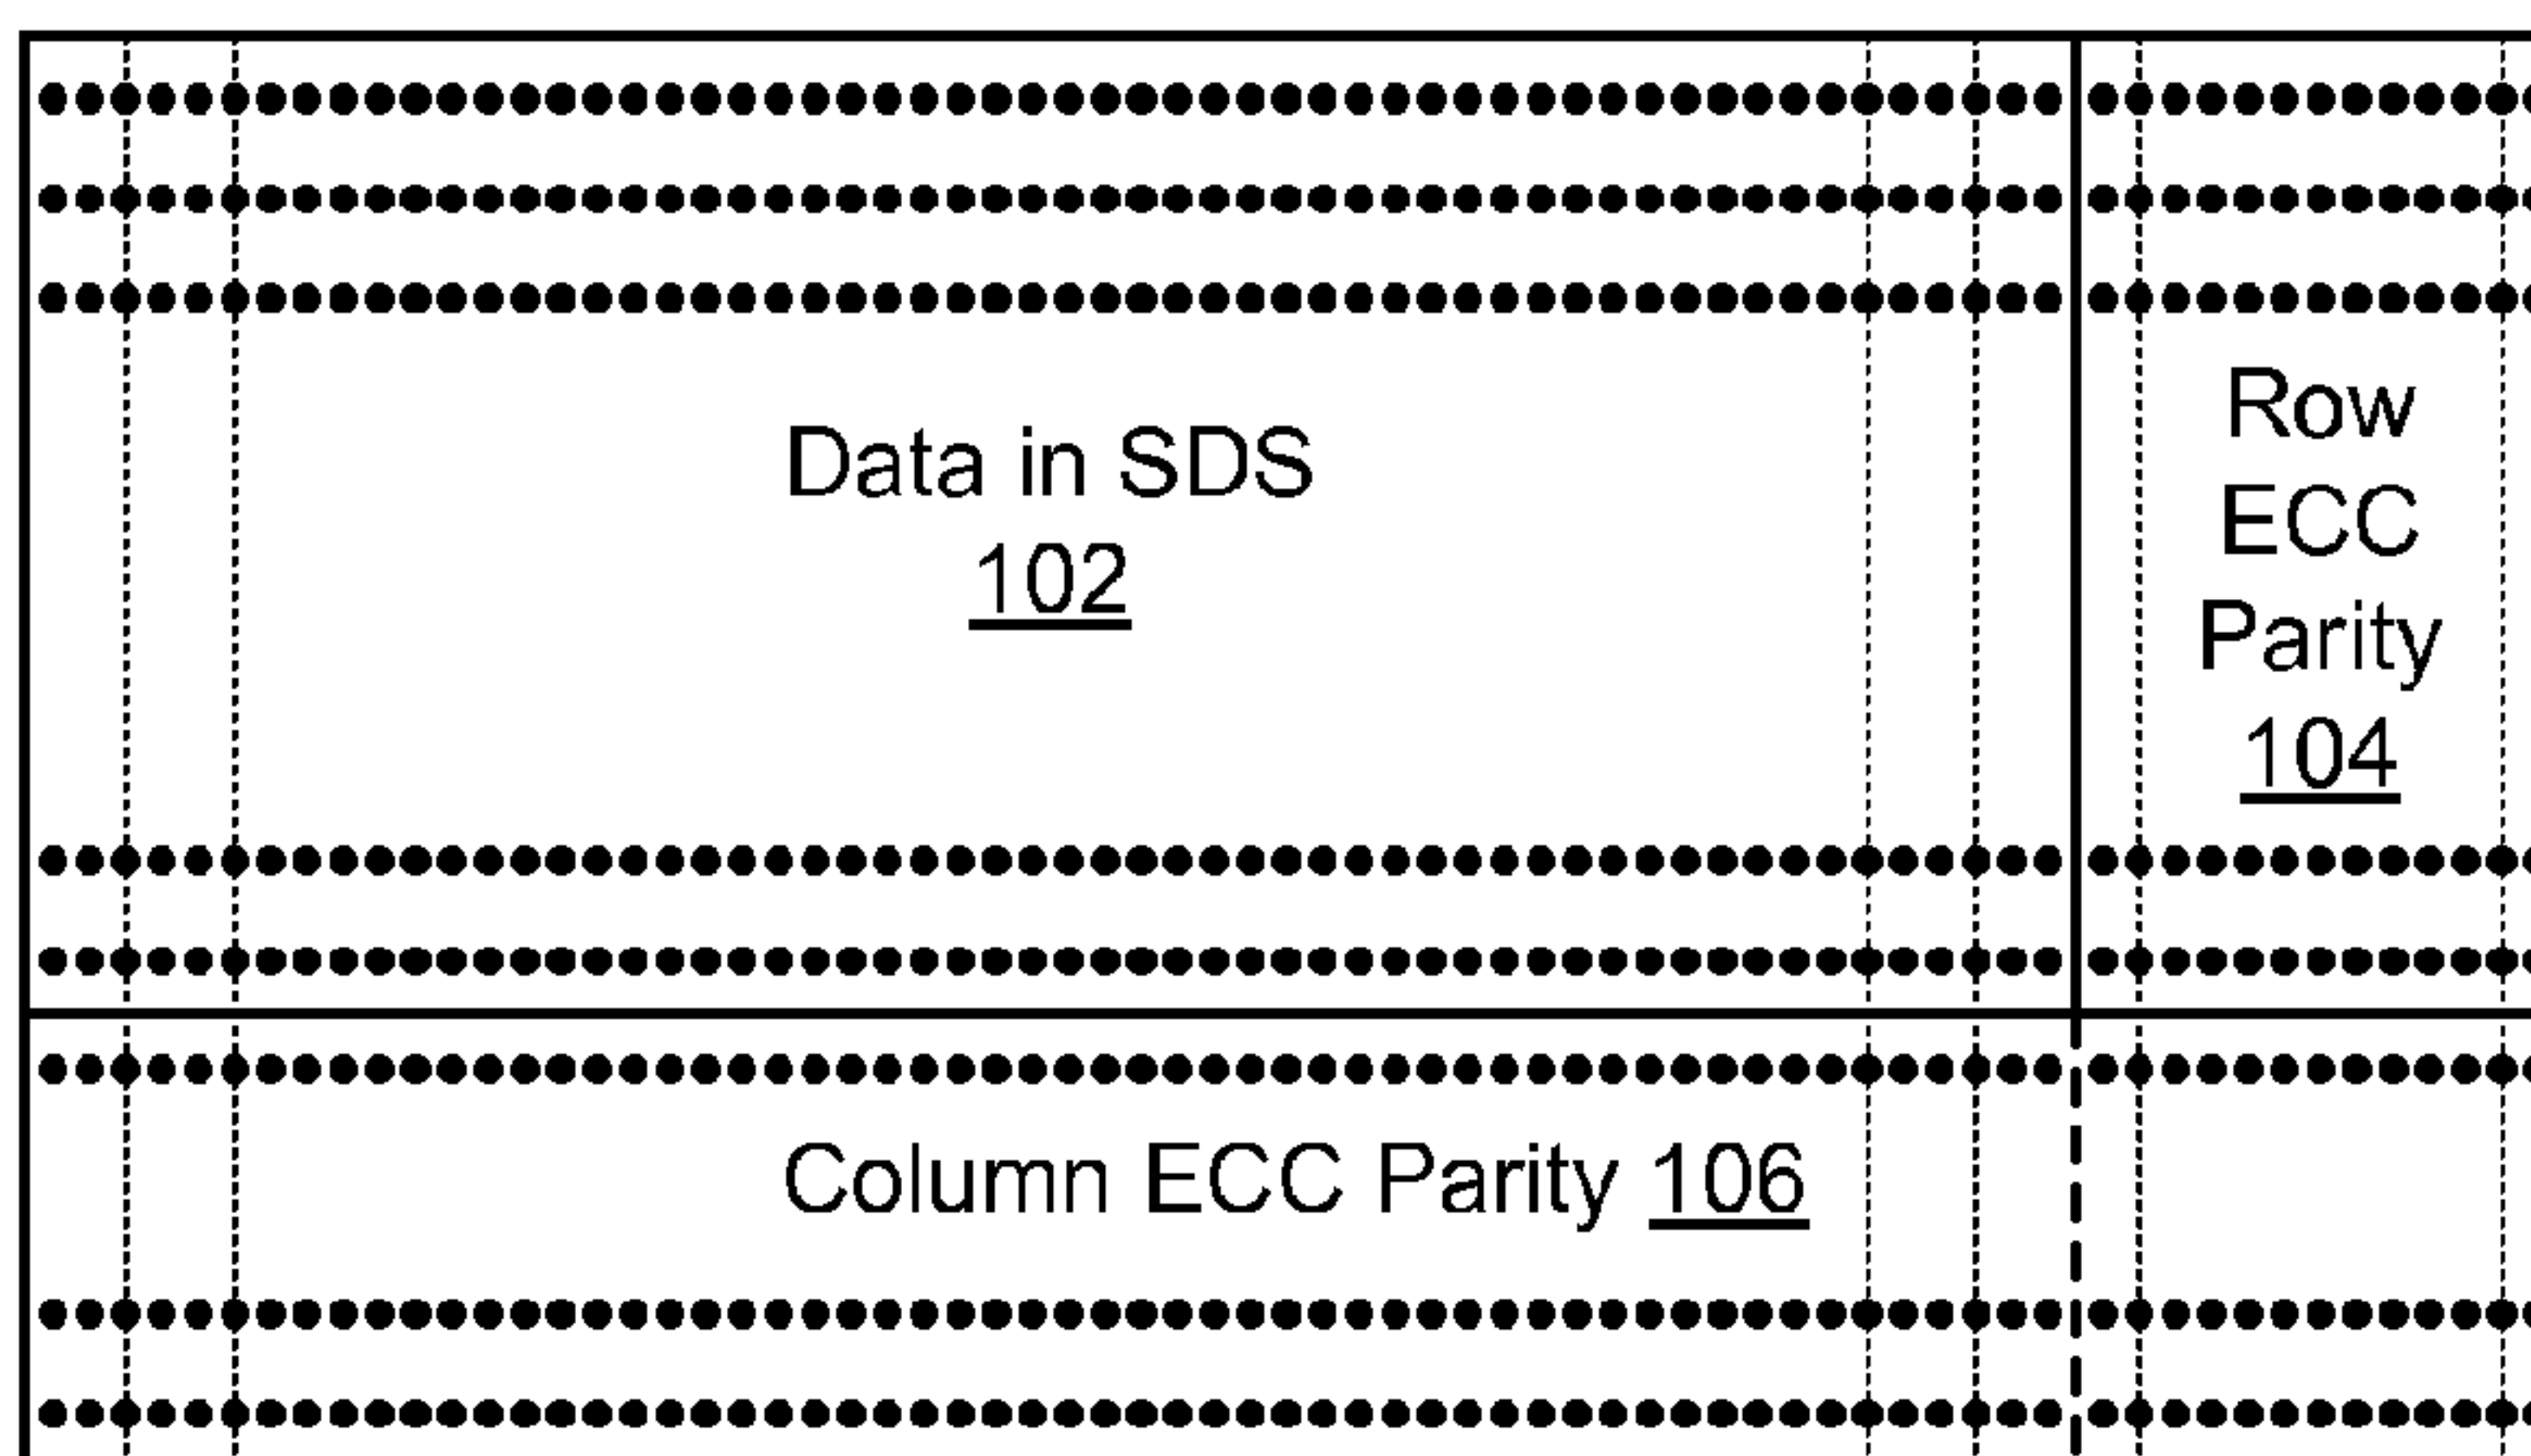 Data in SDS
102
Row
ECC
Parity
104
Column ECC Parity 106